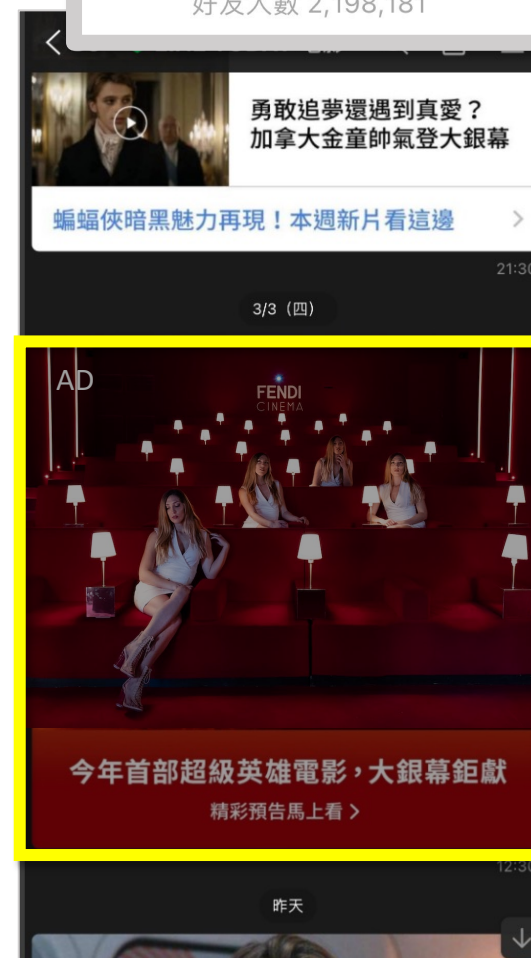 好友人數 2,198,181
勇敢追夢還遇到真愛？
加拿大金童帥氣登大銀幕
蝙蝠俠暗黑魅力再現！本週新片看這邊
21:30
3/3（四）
AD
FENDI
CINEMA
今年首部超級英雄電影，大銀幕鉅獻
精彩預告馬上看
12:30
昨天